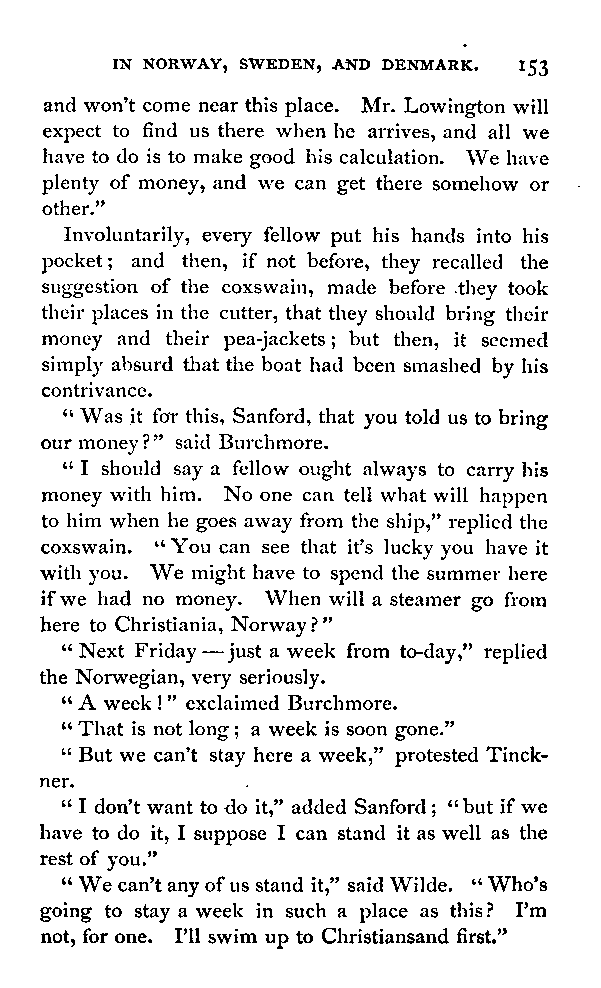 IN NORWAY, SWEDEN, AND DENMARK. 153
and won't come near this place. Mr. Lowington will
expect to find us there when he arrives, and all we
have to do is to make good his calculation. We have
plenty of money, and we can get there somehow or
other."
Involuntarily, every fellow put his hands into his
pocket; and then, if not before, they recalled the
suggestion of the coxswain, made before they took
their places in the cutter, that they should bring their
money and their pea-jackets; but then, it seemed
simply absurd that the boat had been smashed by his
contrivance.
"Was it for this, Sanford, that you told us to bring
our money?" said Burchmore.
"I should say a fellow ought always to carry his
money with him. No one can tell what will happen
to him when he goes away from the ship," replied the
coxswain. "You can see that it's lucky you have it
with you. We might have to spend the summer here
if we had no money. When will a steamer go from
here to Christiania, Norway?"
"Next Friday — just a week from to-day," replied
the Norwegian, very seriously.
"A week!" exclaimed Burchmore.
"That is not long; a week is soon gone."
"But we can't stay here a week," protested Tinck-
ner.
"I don't want to do it," added Sanford; "but if we
have to do it, I suppose I can stand it as well as the
rest of you."
"We can't any of us stand it," said Wilde. "Who's
going to stay a week in such a place as this? I'm
not, for one. I'll swim up to Christiansand first."